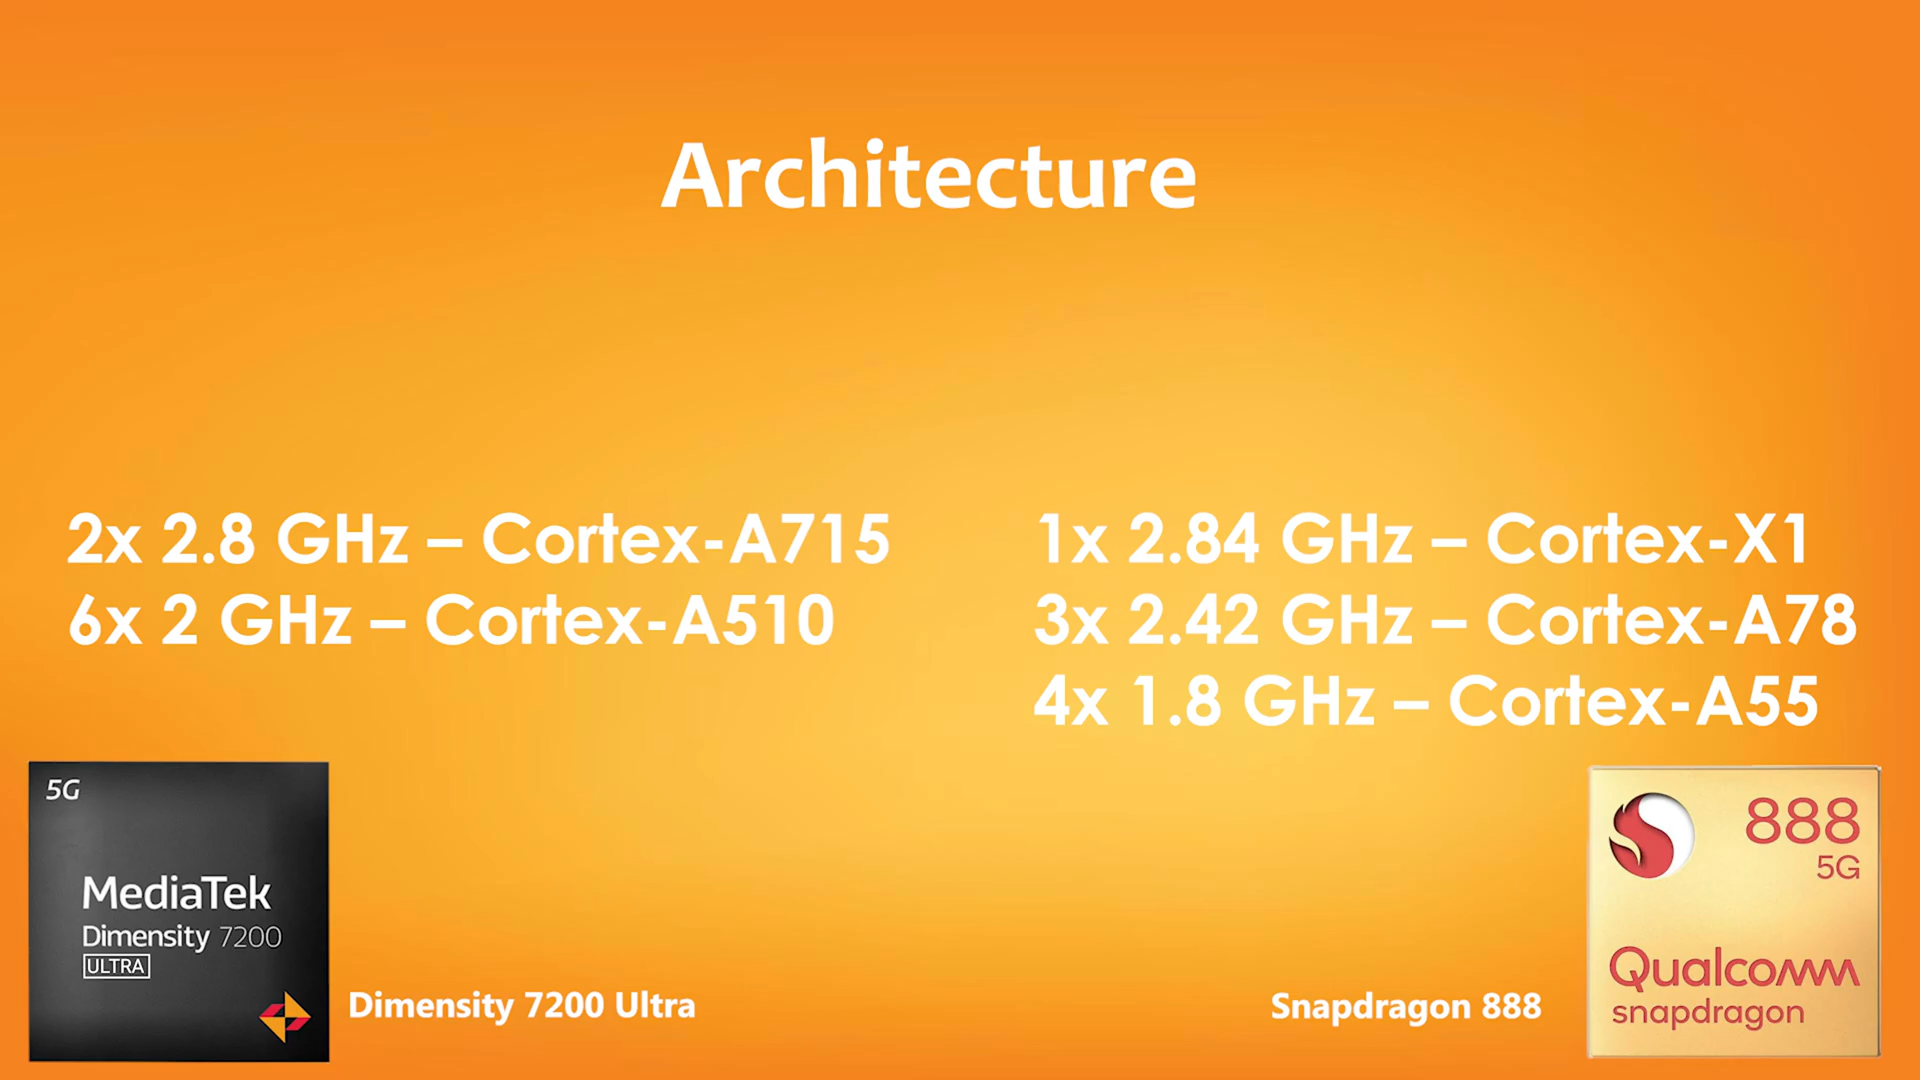 Architecture
2x 2.8 GHz – Cortex-A715
6x 2 GHz – Cortex-A510
1x 2.84 GHz – Cortex-X1
3x 2.42 GHz – Cortex-A78
4x 1.8 GHz – Cortex-A55
5G
MediaTek
Dimensity 7200
ULTRA
Dimensity 7200 Ultra
Snapdragon 888
888
5G
Qualcomm
snapdragon